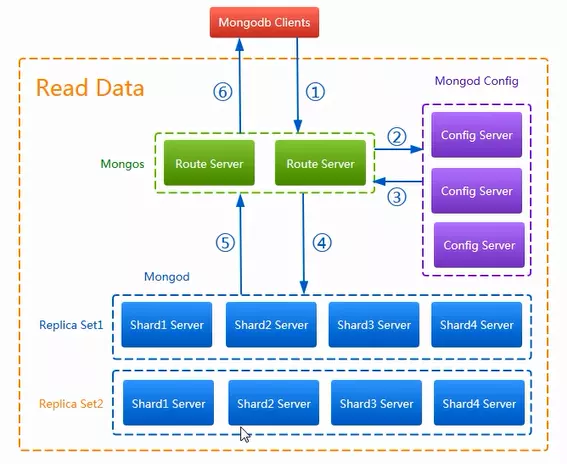 Mongodb Clients
Read Data
⑥
①
Mongod Config
Mongos
Route Server
Route Server
②
③
Config Server
Config Server
Config Server
⑤
④
Mongod
Replica Set1
Shard1 Server
Shard2 Server
Shard3 Server
Shard4 Server
Replica Set2
Shard1 Server
Shard2 Server
Shard3 Server
Shard4 Server